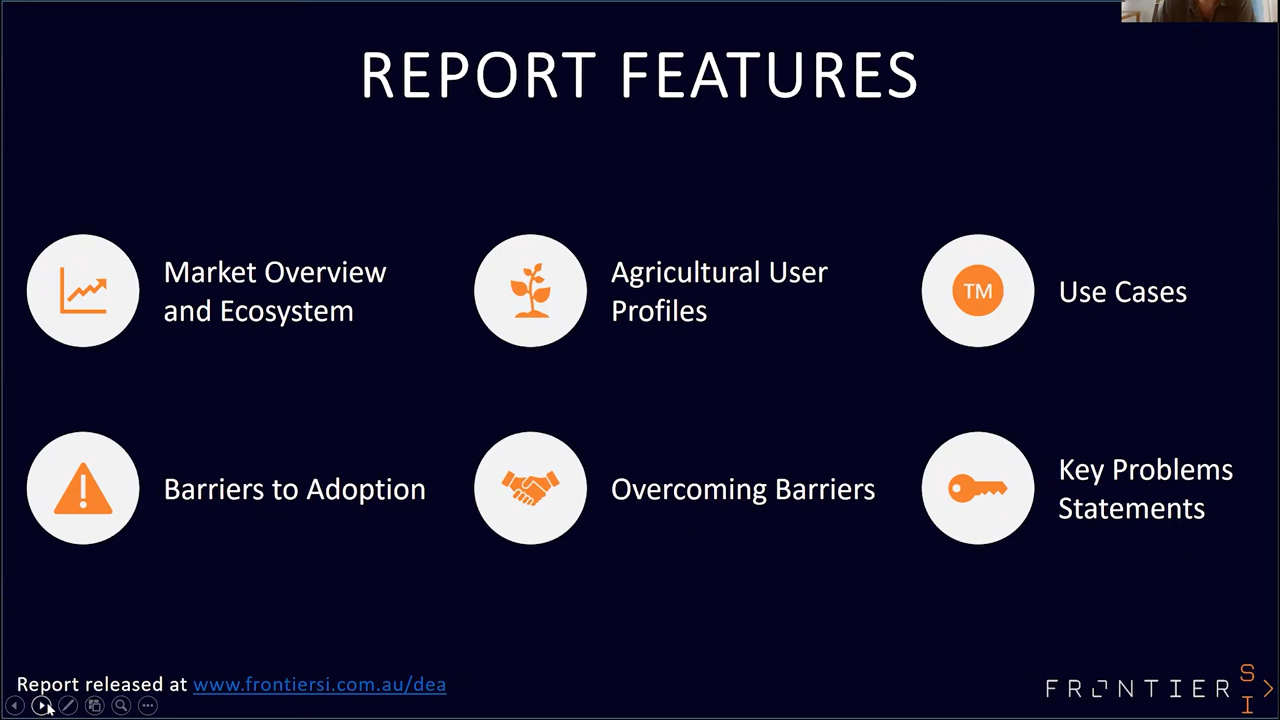 REPORT FEATURES
Market Overview
and Ecosystem
Agricultural User
Profiles
TM
Use Cases
Barriers to Adoption
Overcoming Barriers
Key Problems
Statements
Report released at www.frontiersi.com.au/dea
FRONTIER
SI